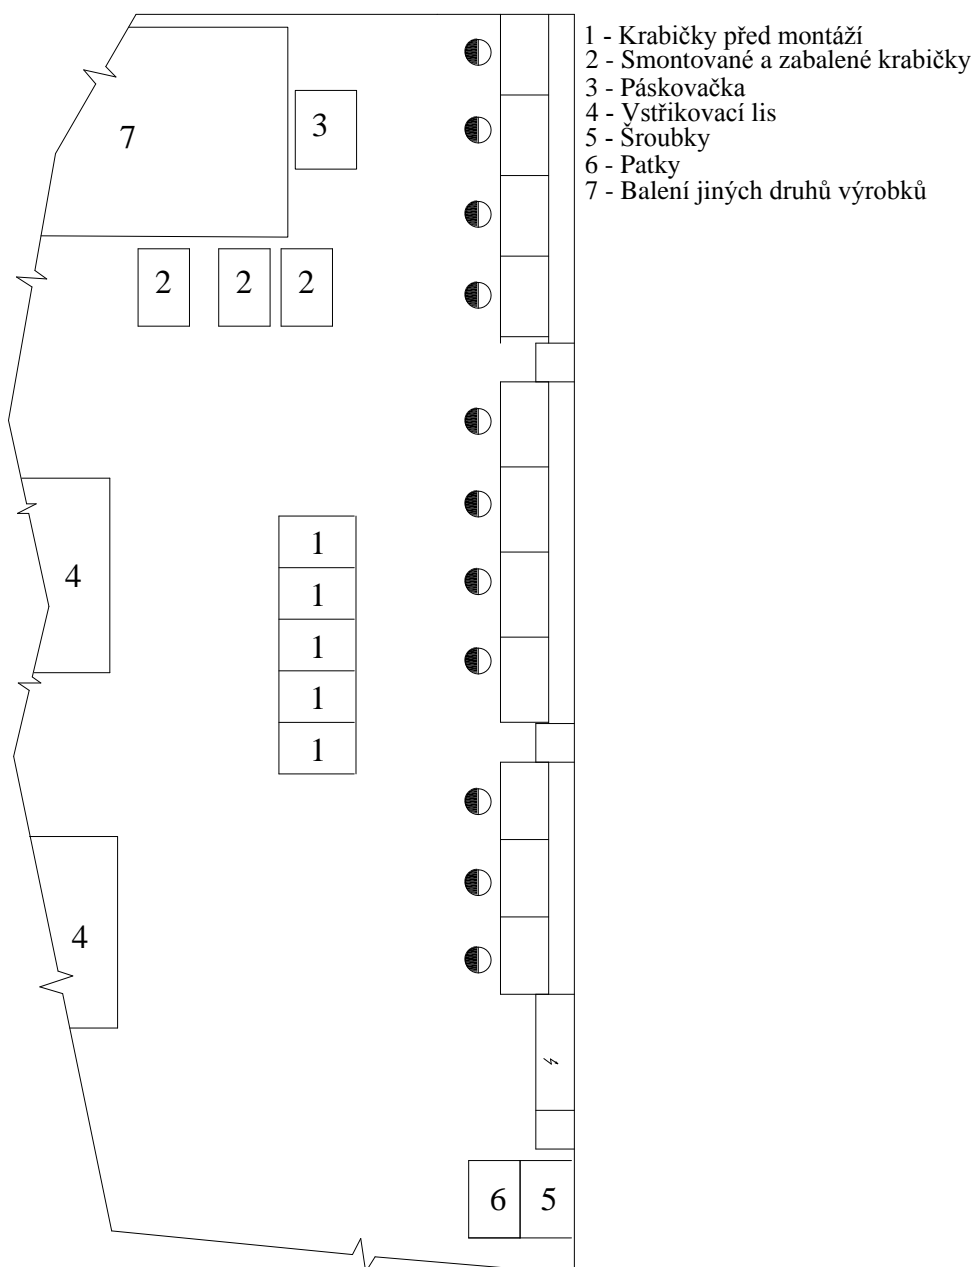 1 - Krabičky před montáží
2 - Smontované a zabalené krabičky
3 - Páskovačka
4 - Vstřikovací lis
5 - Šroubky
6 - Patky
7 - Balení jiných druhů výrobků
7
3
2 2 2
1
4
1
1
1
1
4
6 5